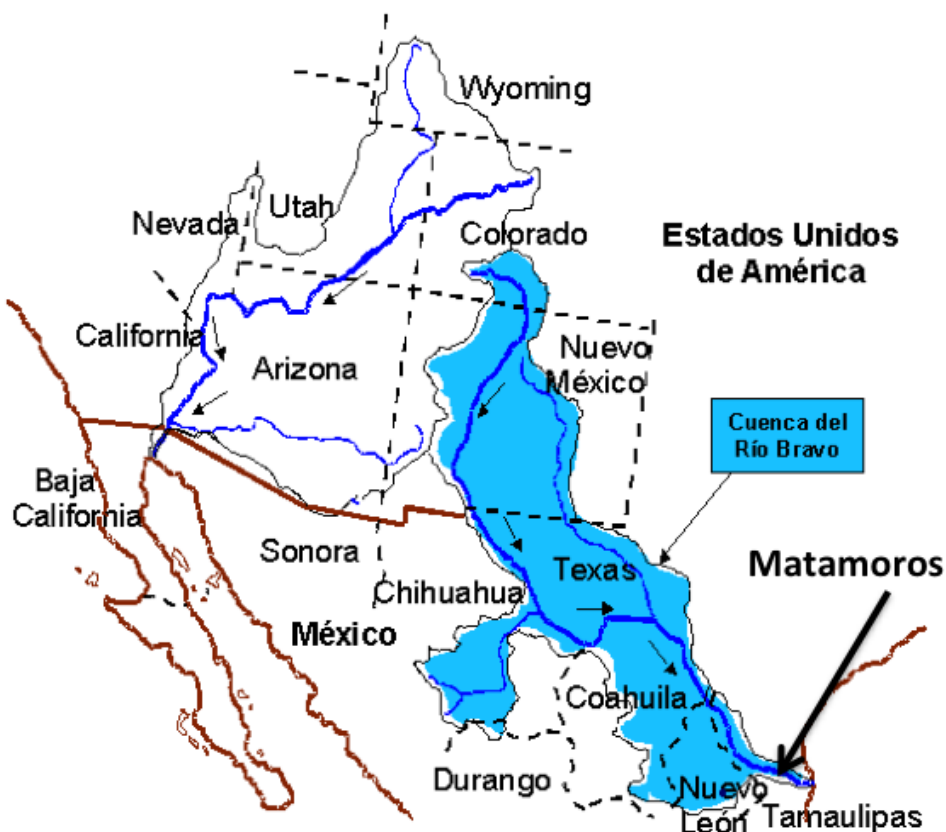 Wyoming
Utah
Nevada
Colorado
Estados Unidos
de América
California
Arizona
Nuevo
México
Cuenca del
Río Bravo
Baja
California
Sonora
Texas
Matamoros
Chihuahua
México
Coahuila
Durango
Nuevo
León
Tamaulipas